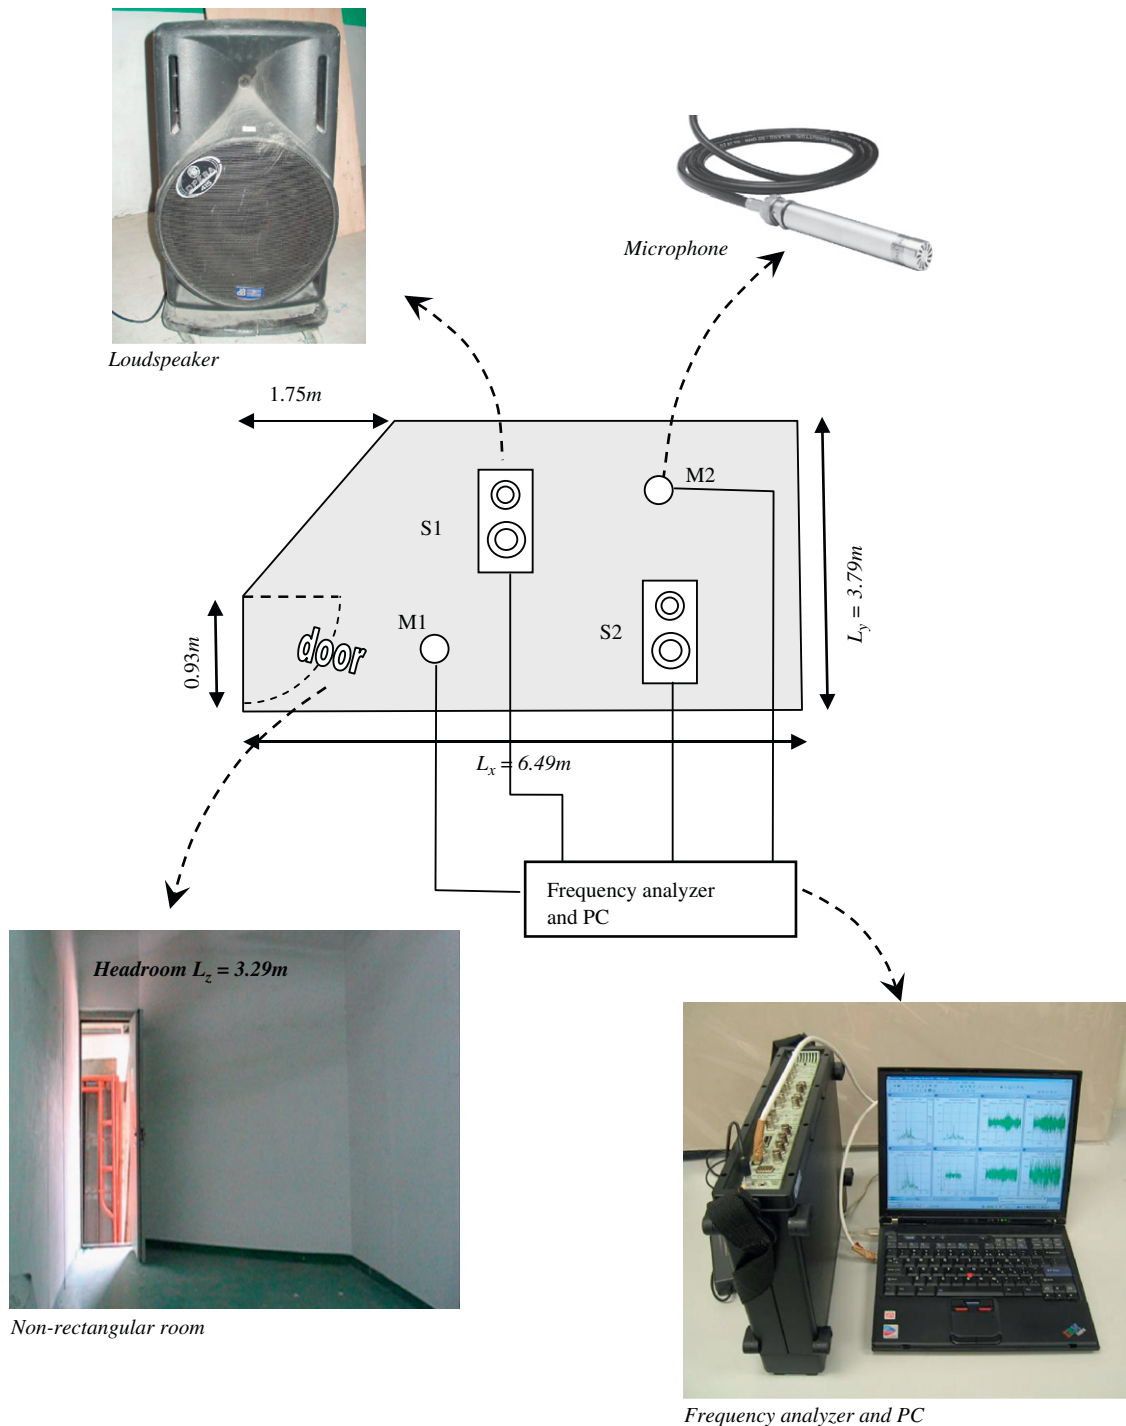 Loudspeaker
Microphone
1.75m
S1
M2
M1
S2
door
0.93m
Ly = 3.79m
Lx = 6.49m
Frequency analyzer
and PC
Headroom Lz = 3.29m
Non-rectangular room
Frequency analyzer and PC